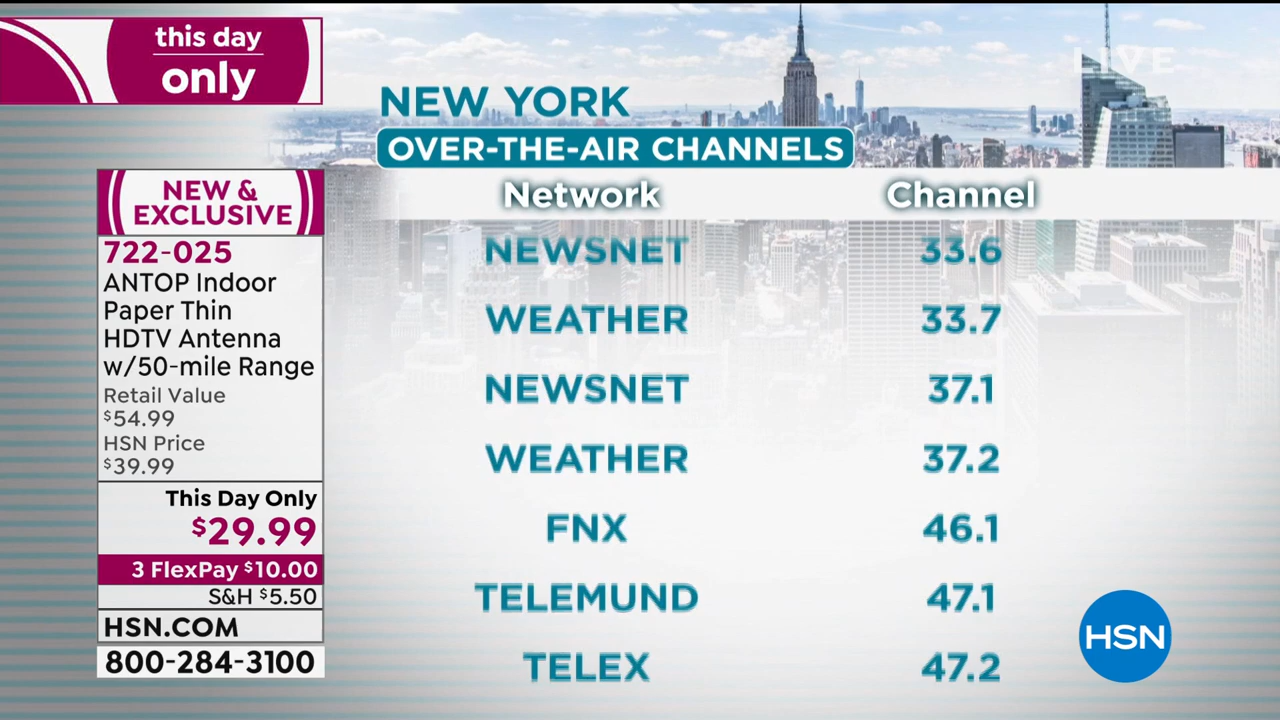 this day
only
LIVE
NEW YORK
OVER-THE-AIR CHANNELS
NEW &
EXCLUSIVE
722-025
ANTOP Indoor
Paper Thin
HDTV Antenna
w/50-mile Range
Retail Value
$54.99
HSN Price
$39.99
This Day Only
$29.99
3 FlexPay $10.00
S&H $5.50
HSN.COM
800-284-3100
Network Channel
NEWSNET 33.6
WEATHER 33.7
NEWSNET 37.1
WEATHER 37.2
FNX 46.1
TELEMUND 47.1
TELEX 47.2
HSN